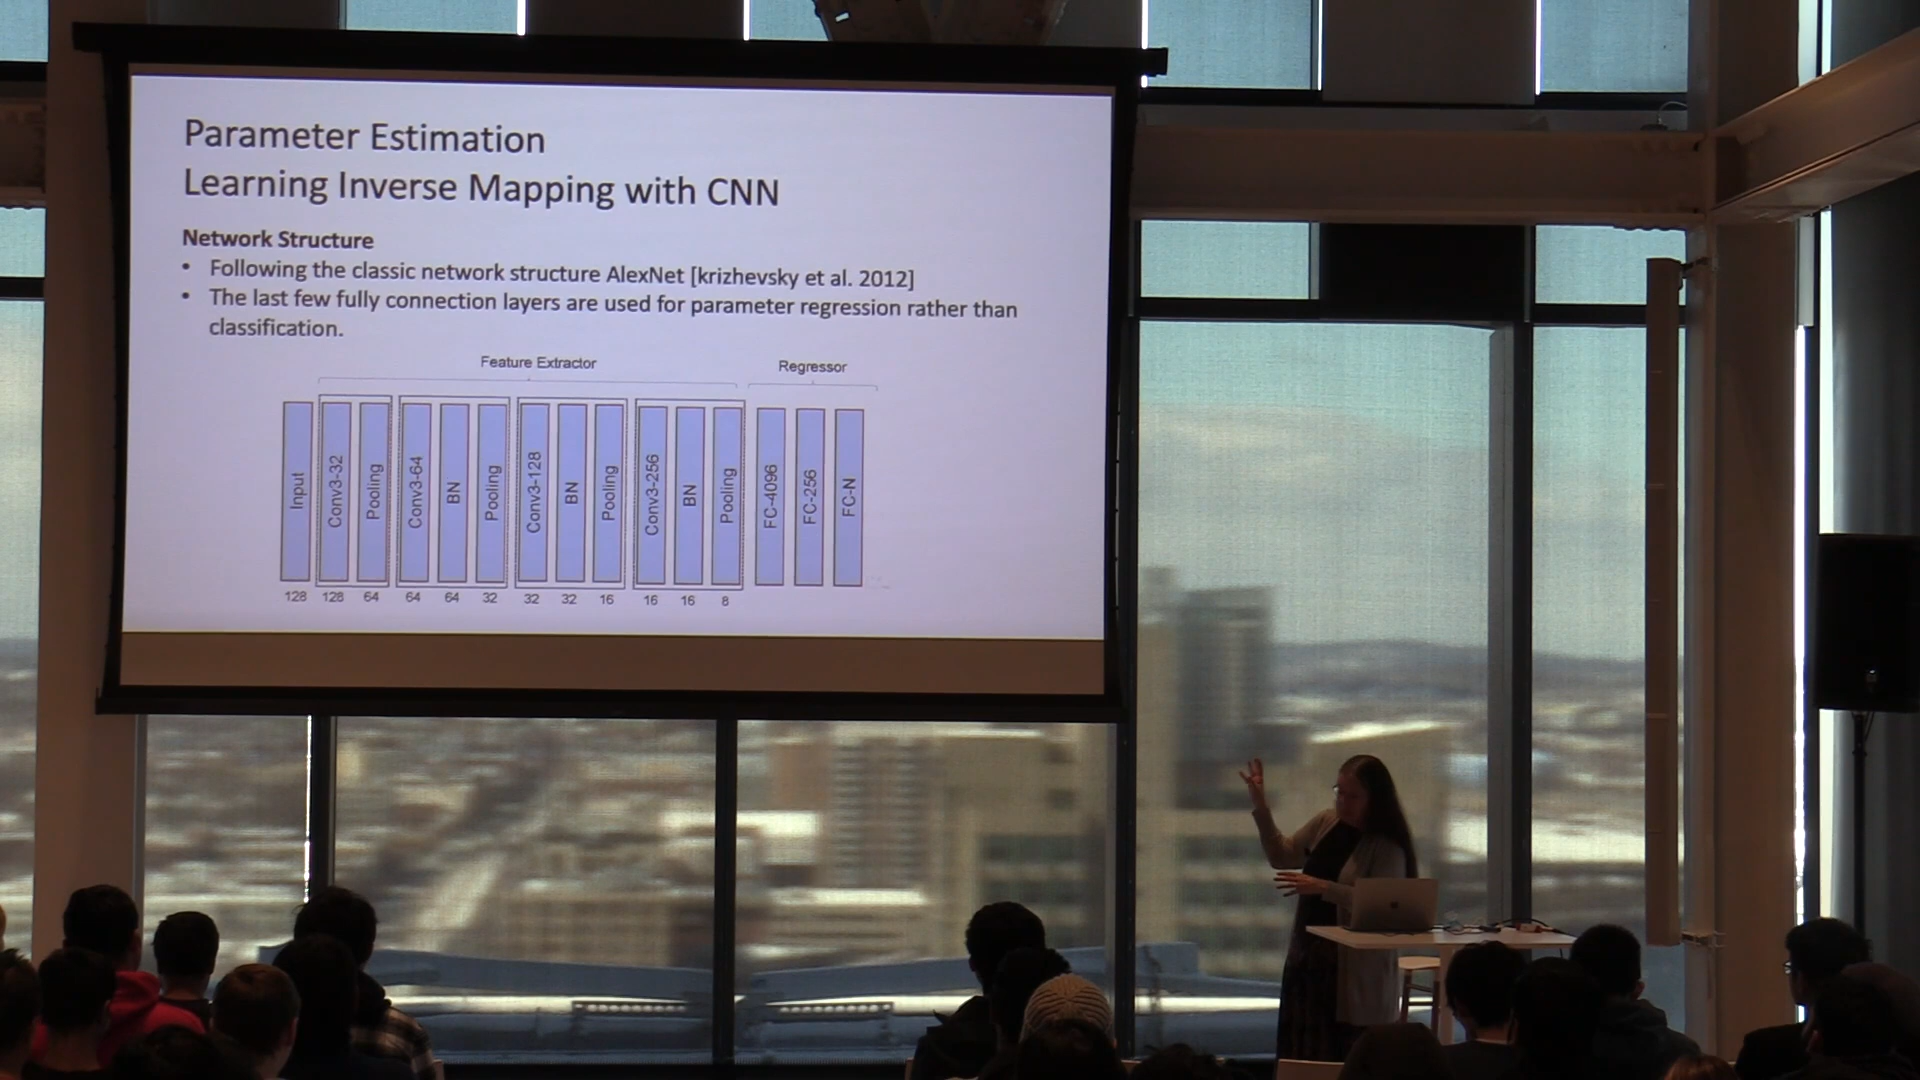 Parameter Estimation
Learning Inverse Mapping with CNN
Network Structure
• Following the classic network structure AlexNet [krizhevsky et al. 2012]
• The last few fully connection layers are used for parameter regression rather than
classification.
Feature Extractor
Regressor
Input
Conv3-32
Pooling
Conv3-64
BN
Pooling
Conv3-128
BN
Pooling
Conv3-256
BN
Pooling
FC-4096
FC-256
FC-N
128 128 64 64 64 32 32 32 16 16 16 8